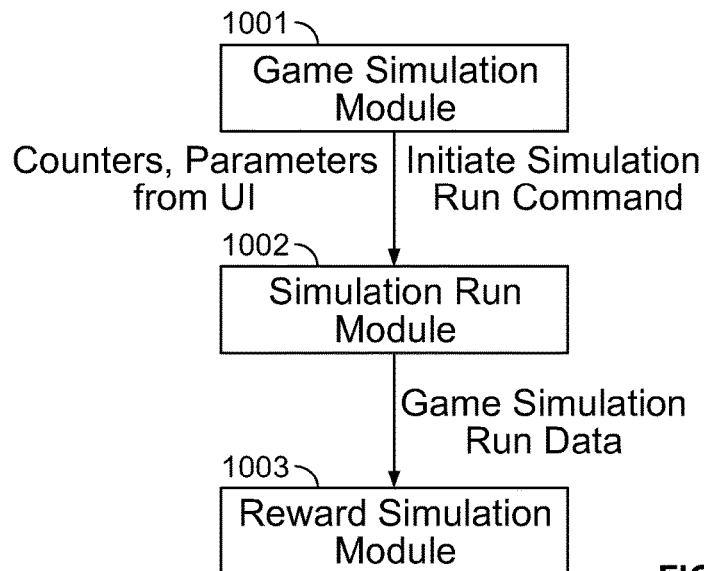 1001
Game Simulation
Module
Counters, Parameters
from UI
Initiate Simulation
Run Command
1002
Simulation Run
Module
Game Simulation
Run Data
1003
Reward Simulation
Module